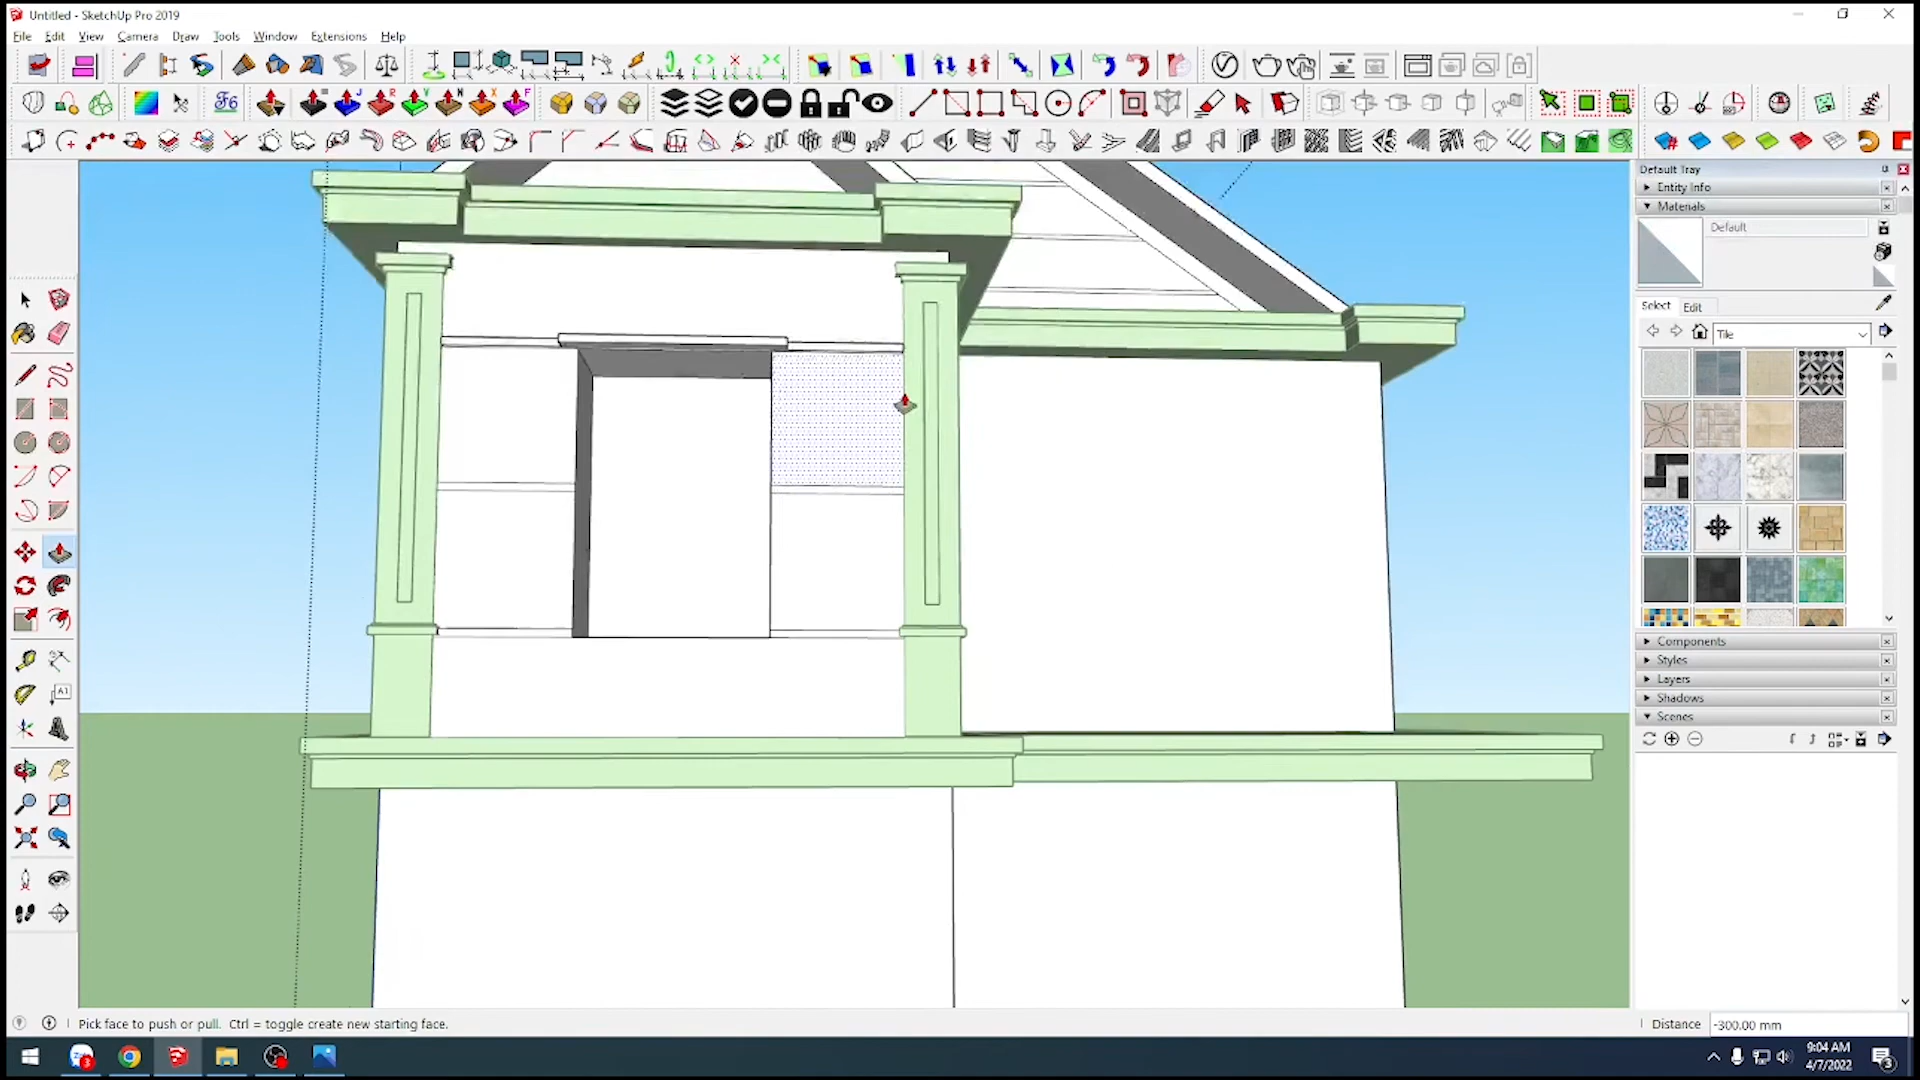 Untitled - SketchUp Pro 2019
File Edit View Camera Draw Tools Window Extensions Help
Default Tray
Entity Info
Materials
Default
Select Edit
Tile
Components
Styles
Layers
Shadows
Scenes
Pick face to push or pull. Ctrl = toggle create new starting face.
Distance -300.00 mm
9:04 AM
4/7/2022